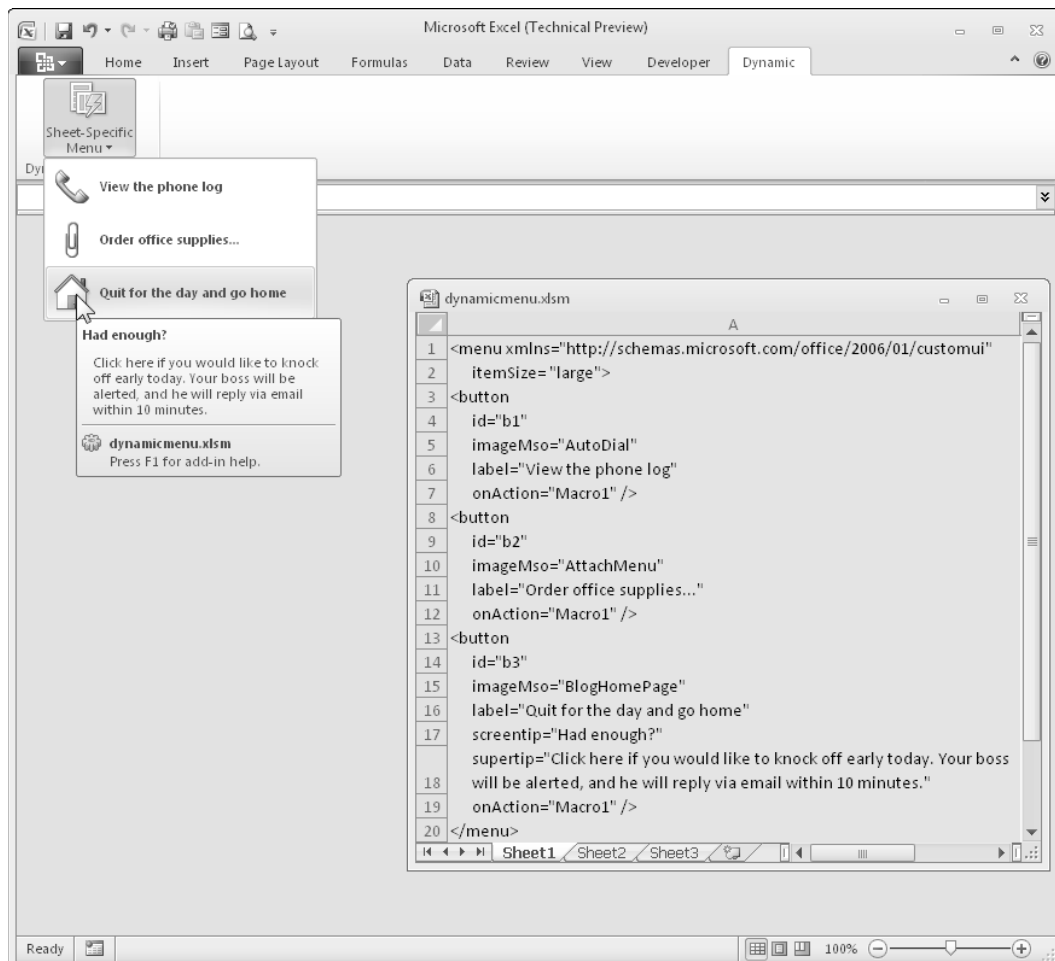 Microsoft Excel (Technical Preview)
Home Insert Page Layout Formulas Data Review View Developer Dynamic
Sheet-Specific
Menu
View the phone log
Order office supplies...
Quit for the day and go home
Had enough?
Click here if you would like to knock
off early today. Your boss will be
alerted, and he will reply via email
within 10 minutes.
dynamicmenu.xlsm
Press F1 for add-in help.
dynamicmenu.xlsm
A
1 <menu xmlns="http://schemas.microsoft.com/office/2006/01/customui"
2 itemSize= "large">
3 <button
4 id="b1"
5 imageMso="AutoDial"
6 label="View the phone log"
7 onAction="Macro1" />
8 <button
9 id="b2"
10 imageMso="AttachMenu"
11 label="Order office supplies..."
12 onAction="Macro1" />
13 <button
14 id="b3"
15 imageMso="BlogHomePage"
16 label="Quit for the day and go home"
17 screentip="Had enough?"
supertip="Click here if you would like to knock off early today. Your boss
18 will be alerted, and he will reply via email within 10 minutes."
19 onAction="Macro1" />
20 </menu>
Sheet1 Sheet2 Sheet3
Ready 100%